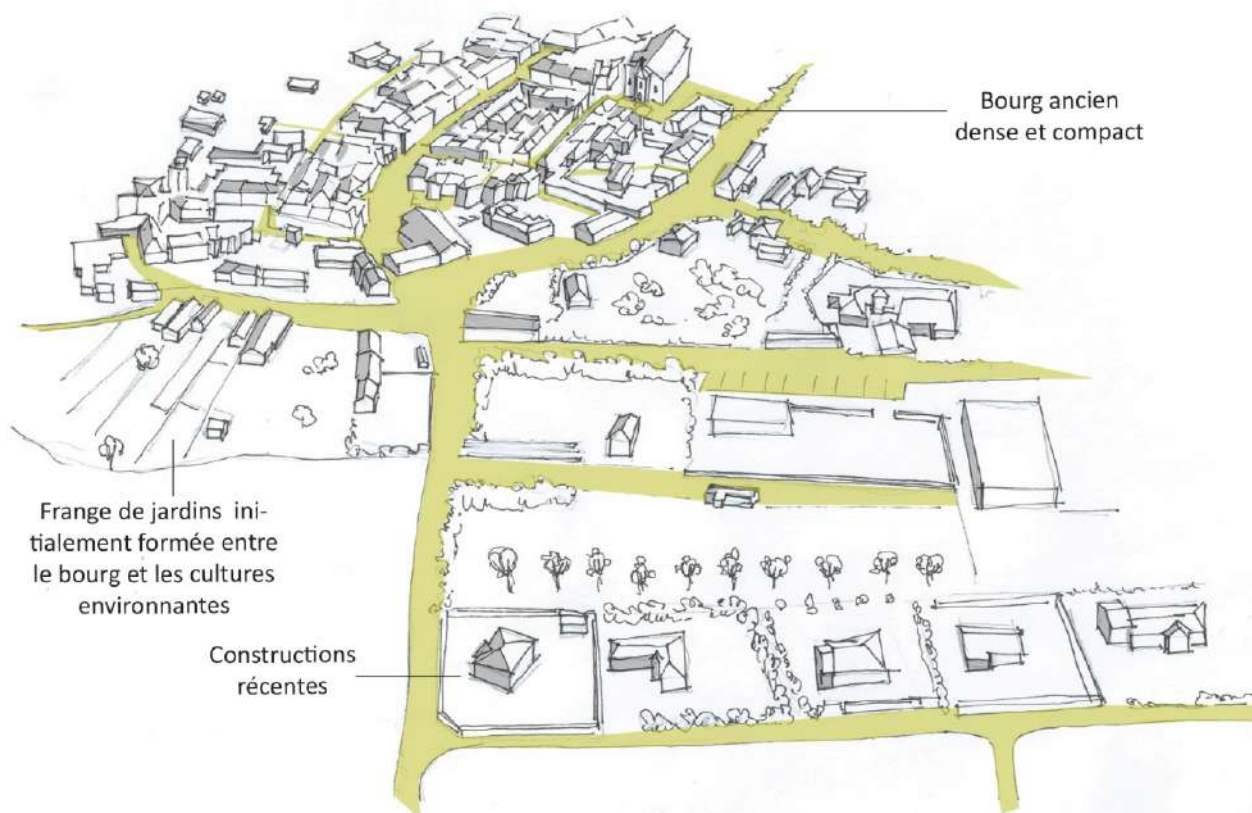 Bourg ancien
dense et compact
Frange de jardins ini-
tialement formée entre
le bourg et les cultures
environnantes
Constructions
récentes